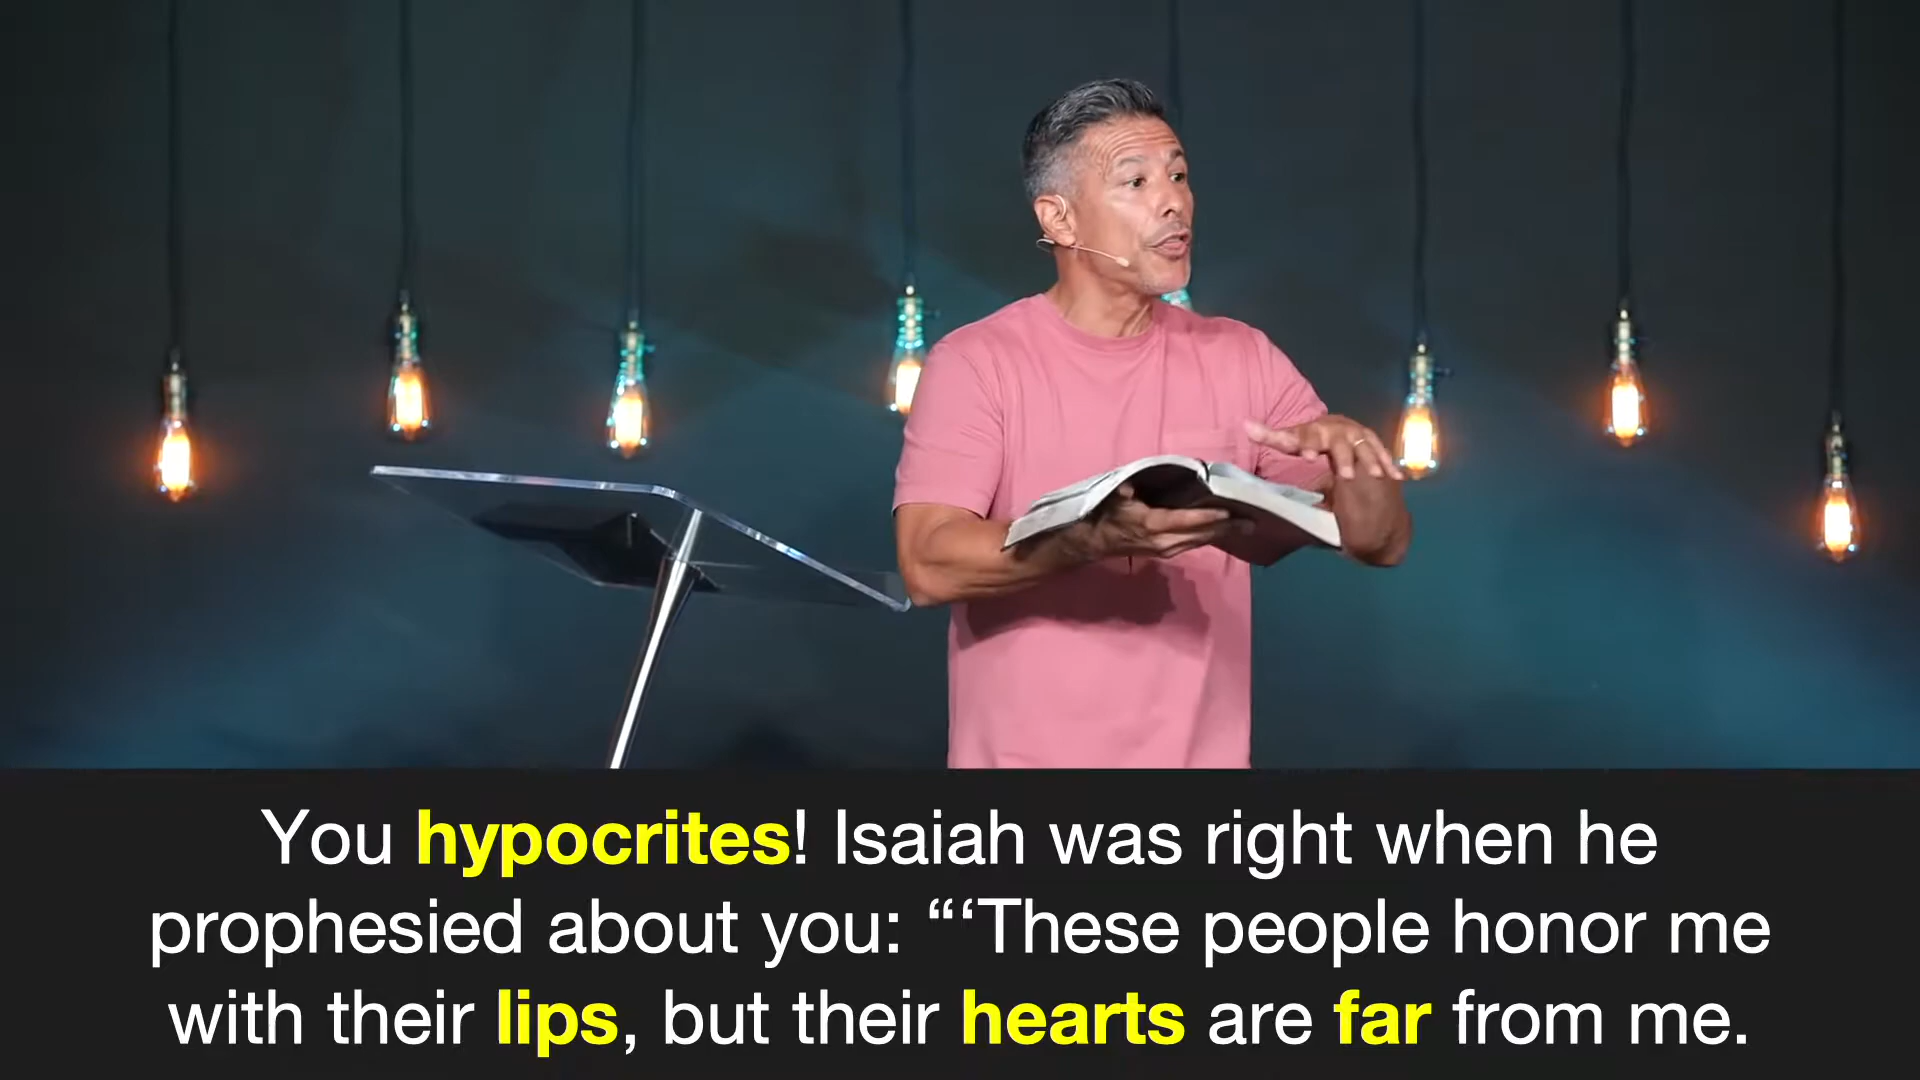 You hypocrites! Isaiah was right when he
prophesied about you: “‘These people honor me
with their lips, but their hearts are far from me.